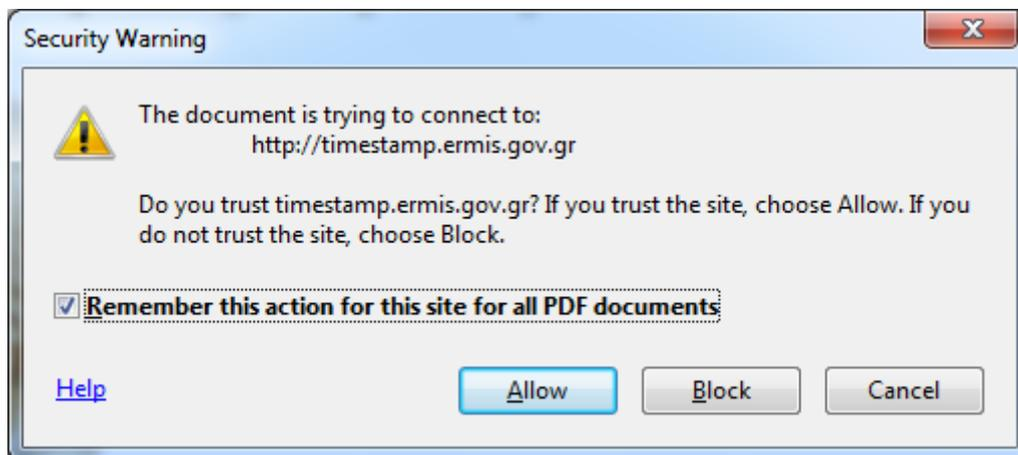 Security Warning
The document is trying to connect to:
http://timestamp.ermis.gov.gr
Do you trust timestamp.ermis.gov.gr? If you trust the site, choose Allow. If you
do not trust the site, choose Block.
Remember this action for this site for all PDF documents
Help
Allow
Block
Cancel